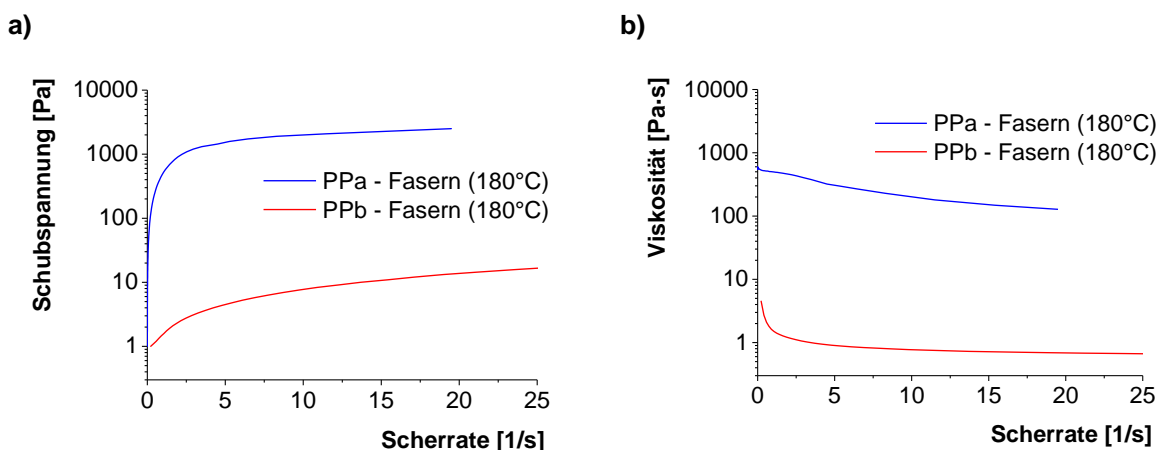 a)
Schubspannung [Pa]
10000
1000
100
10
1
PPa - Fasern (180°C)
PPb - Fasern (180°C)
0 5 10 15 20 25
Scherrate [1/s]
b)
Viskosität [Pa·s]
10000
1000
100
10
1
PPa - Fasern (180°C)
PPb - Fasern (180°C)
0 5 10 15 20 25
Scherrate [1/s]